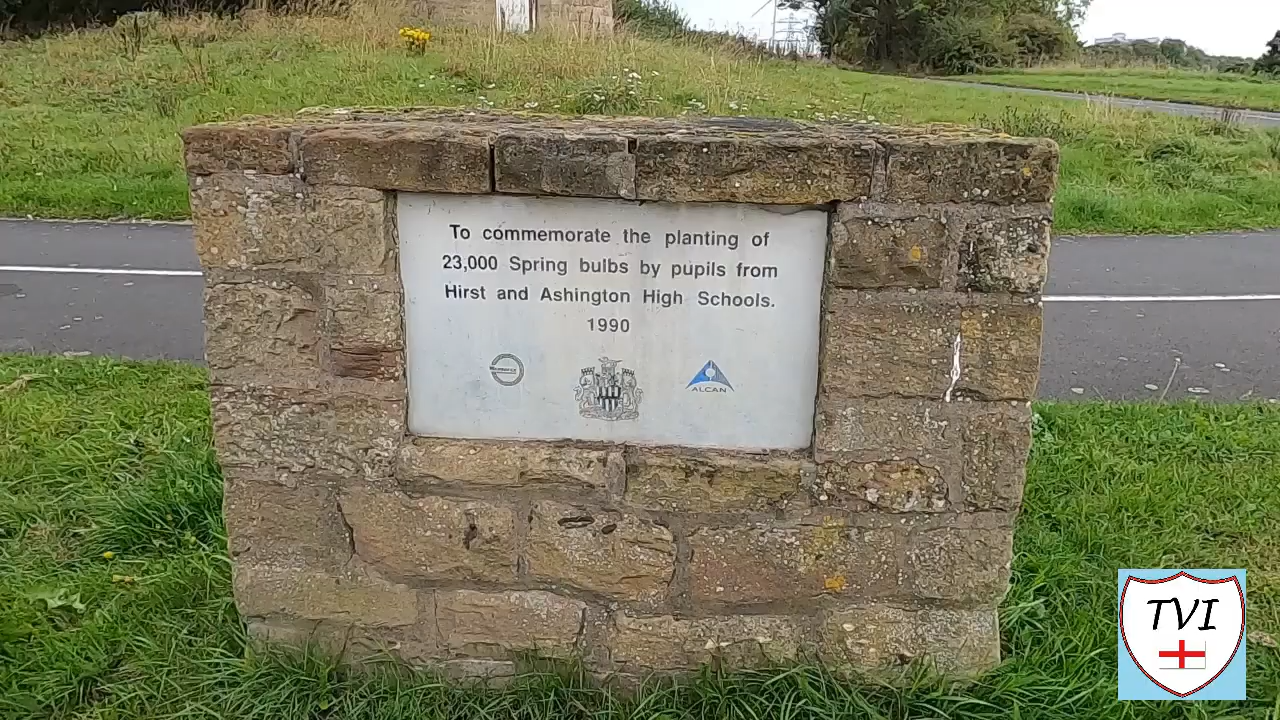 To commemorate the planting of
23,000 Spring bulbs by pupils from
Hirst and Ashington High Schools.
1990
ALCAN
TVI